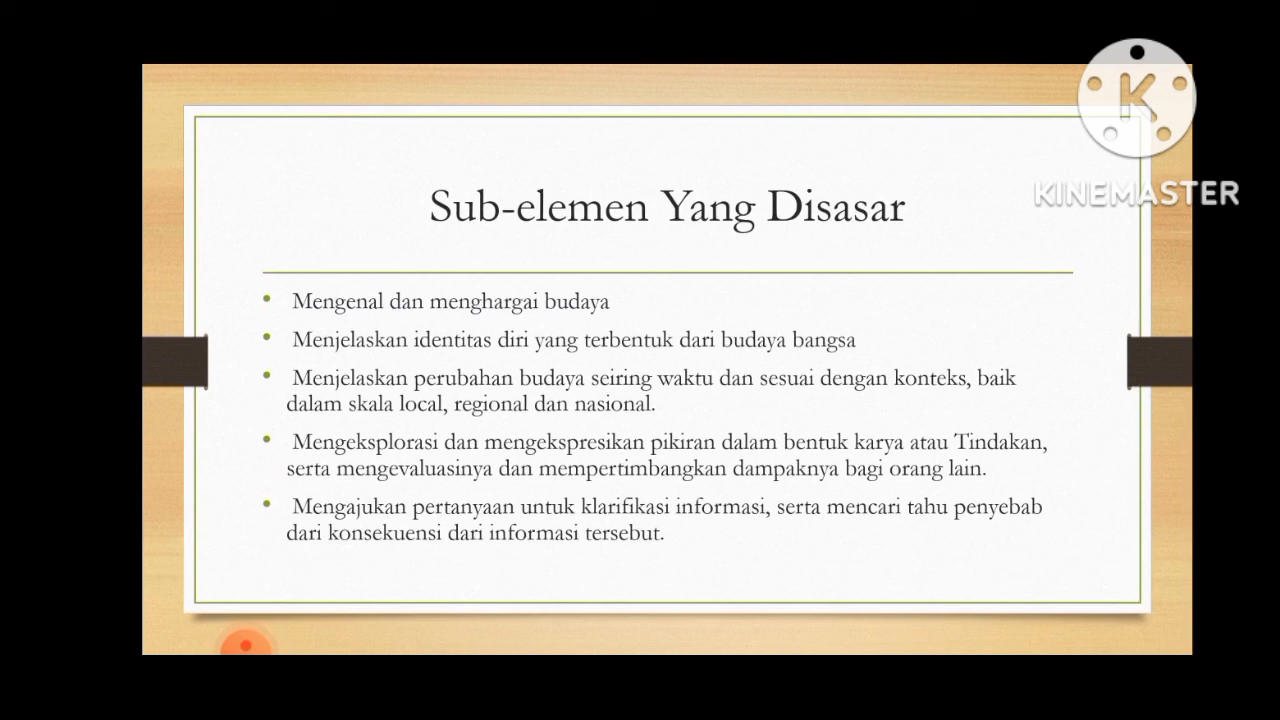 KINEMASTER
Sub-elemen Yang Disasar
• Mengenal dan menghargai budaya
• Menjelaskan identitas diri yang terbentuk dari budaya bangsa
• Menjelaskan perubahan budaya seiring waktu dan sesuai dengan konteks, baik
dalam skala local, regional dan nasional.
• Mengeksplorasi dan mengekspresikan pikiran dalam bentuk karya atau Tindakan,
serta mengevaluasinya dan mempertimbangkan dampaknya bagi orang lain.
• Mengajukan pertanyaan untuk klarifikasi informasi, serta mencari tahu penyebab
dari konsekuensi dari informasi tersebut.